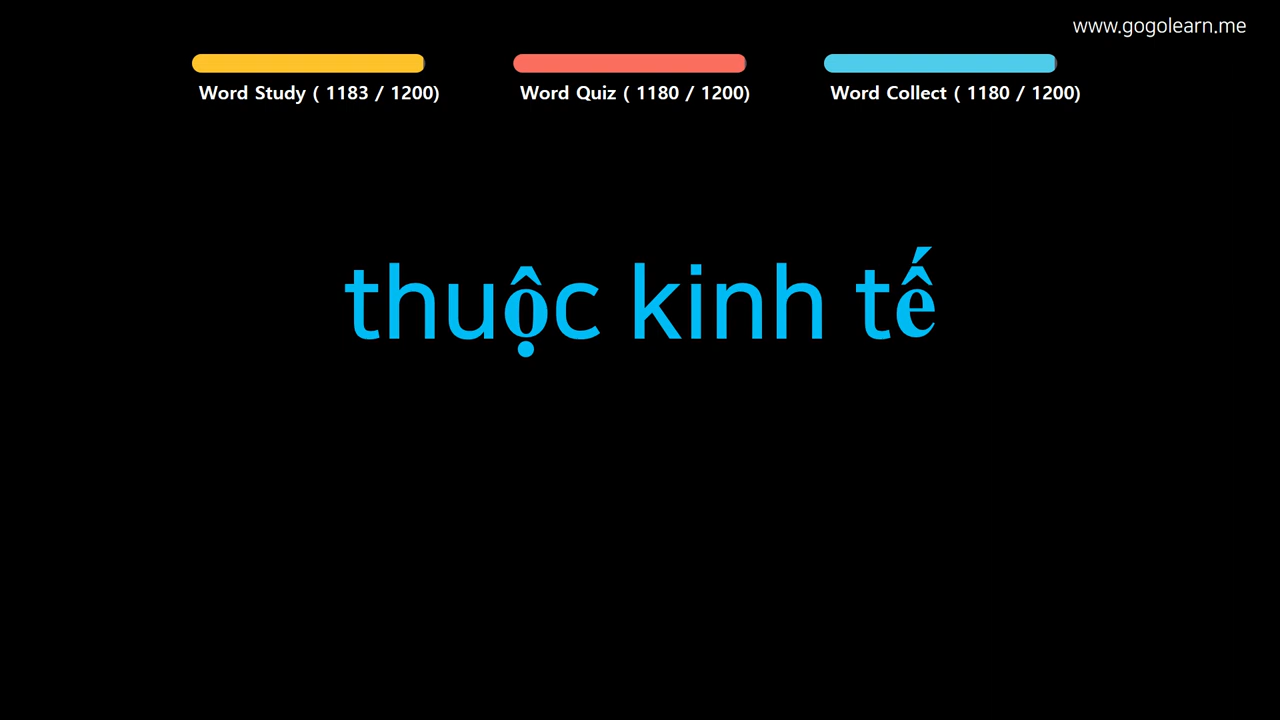 www.gogolearn.me
Word Study ( 1183 / 1200)
Word Quiz ( 1180 / 1200)
Word Collect ( 1180 / 1200)
thuộc kinh tế